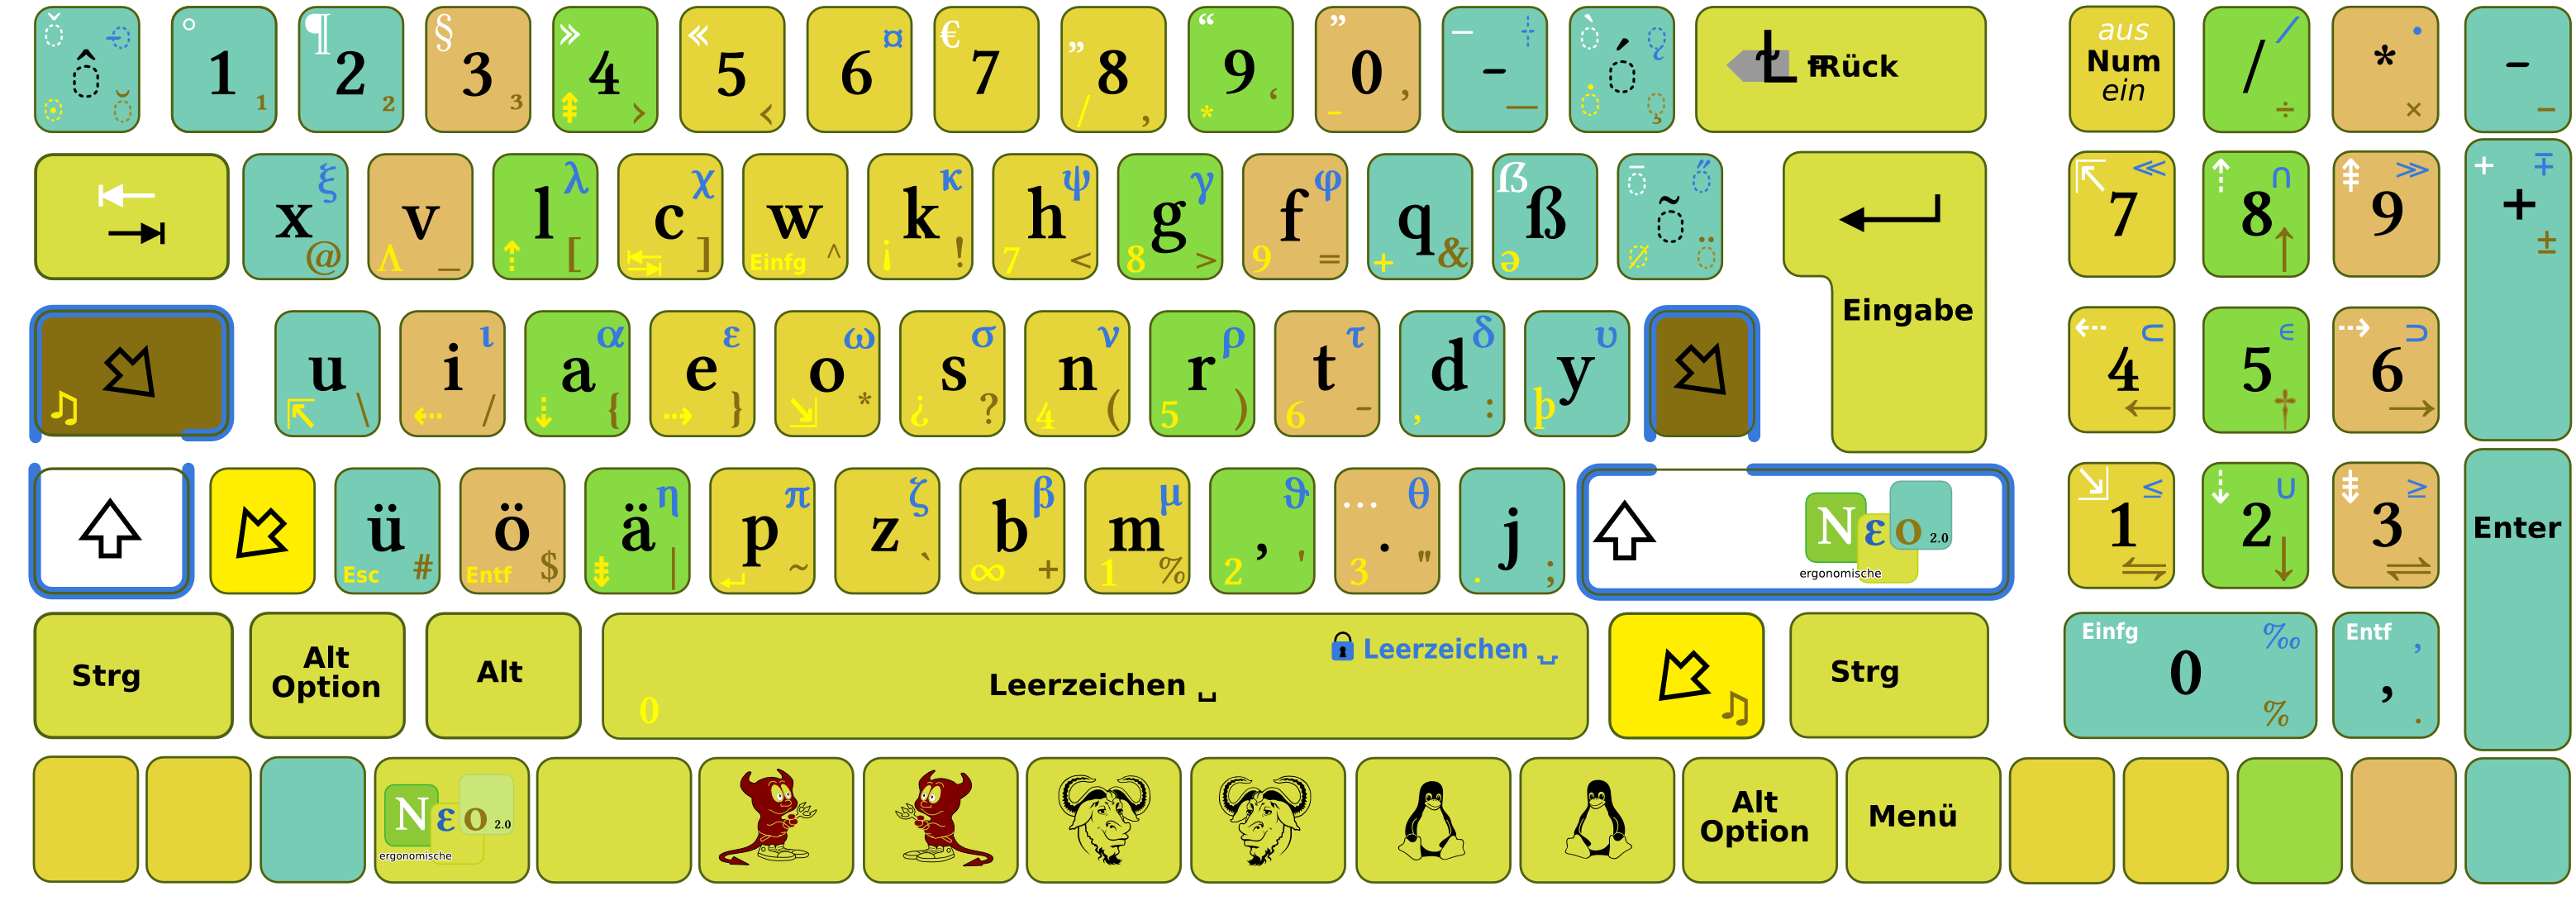 ° 1 1 ¶ 2 2 § 3 3 » 4 › « 5 ‹ 6 ¤ € 7 „ 8 / ‚ “ 9 * ‘ ” 0 - ’ — - ― Rück aus Num ein / ∕ ÷ * • × - −
x ξ @ v Λ _ l λ [ c χ ] w Einfg ^ k κ ¡ ! h ψ 7 < g γ 8 > f φ 9 = q + & ẞ ß ə 7 ≪ 8 ∩ ↑ 9 ≫ + + ∓ ±
♫ u \ i ι / a α { e ε } o ω * s σ ¿ ? n ν 4 ( r ρ 5 ) t τ 6 - d δ , : y υ þ Eingabe 4 ⊂ ← 5 ∈ † 6 ⊃ →
ü Esc # ö Entf $ ä η | p π ~ z ζ ` b β ∞ + m μ 1 % , ϑ 2 ' … . θ 3 " j . ; Nεo 2.0 ergonomische 1 ≤ ⇌ 2 ∪ ↓ 3 ≥ ⇌ Enter
Strg Alt Option Alt Leerzeichen ␣ Leerzeichen ␣ 0 ♫ Strg Einfg 0 ‰ % Entf , ′ .
Nεo 2.0 ergonomische Alt Option Menü